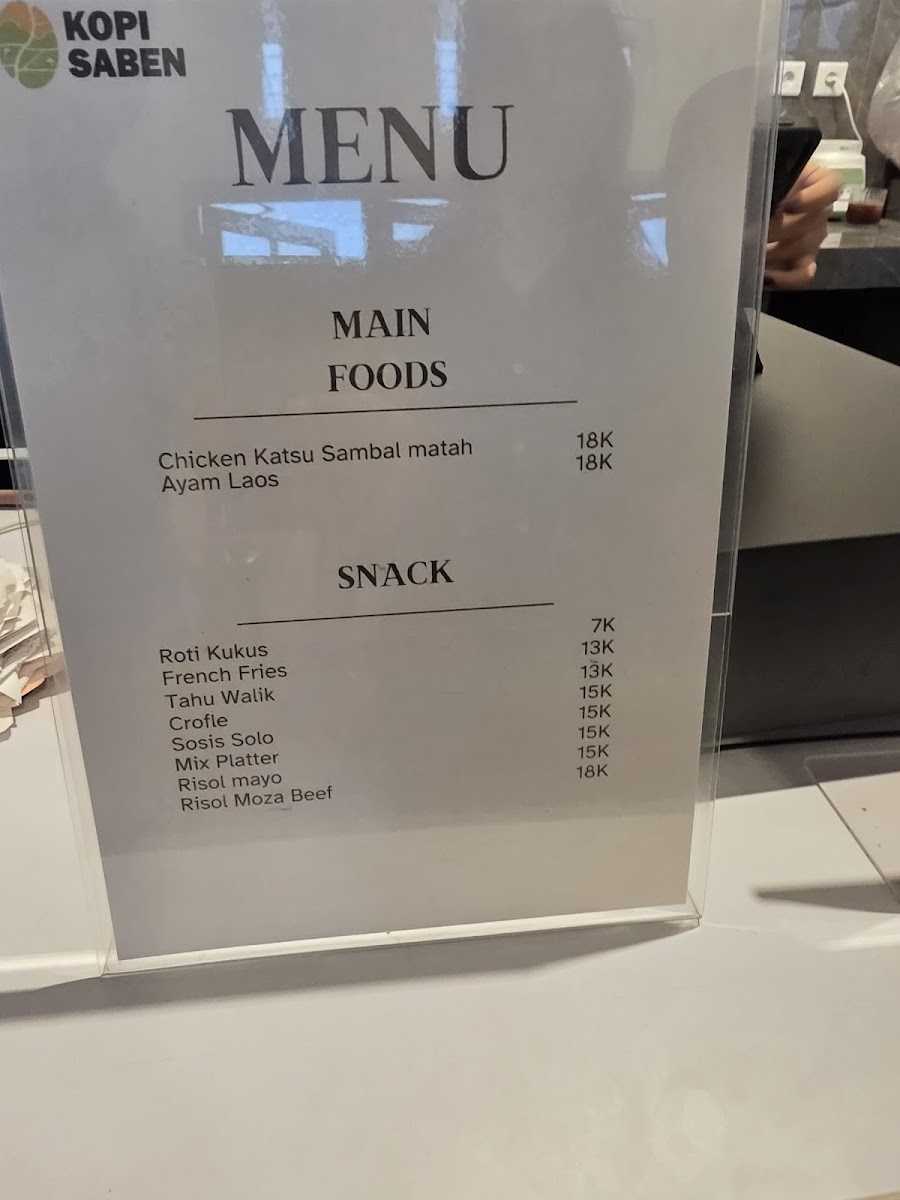 KOPI
SABEN
MENU
MAIN
FOODS
Chicken Katsu Sambal matah 18K
Ayam Laos 18K
SNACK
Roti Kukus 7K
French Fries 13K
Tahu Walik 13K
Crofle 15K
Sosis Solo 15K
Mix Platter 15K
Risol mayo 15K
Risol Moza Beef 18K